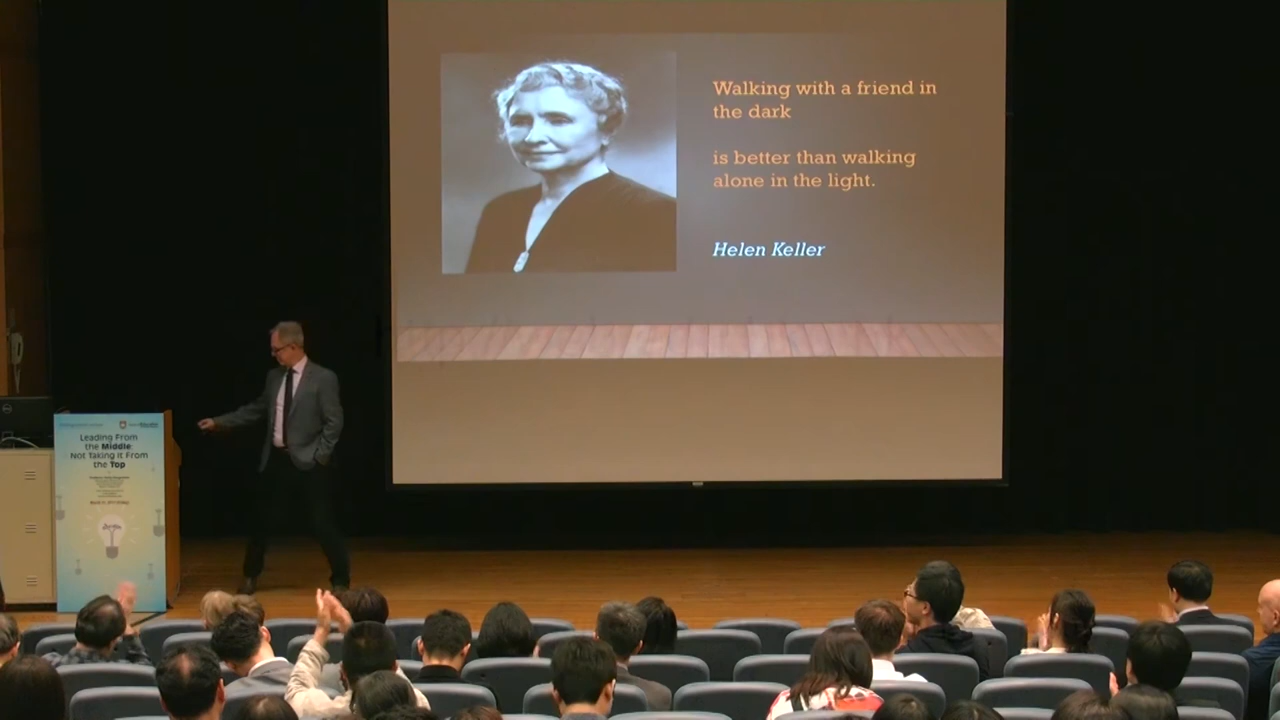 Walking with a friend in
the dark
is better than walking
alone in the light.
Helen Keller
Leading From
the Middle:
Not Taking it From
the Top